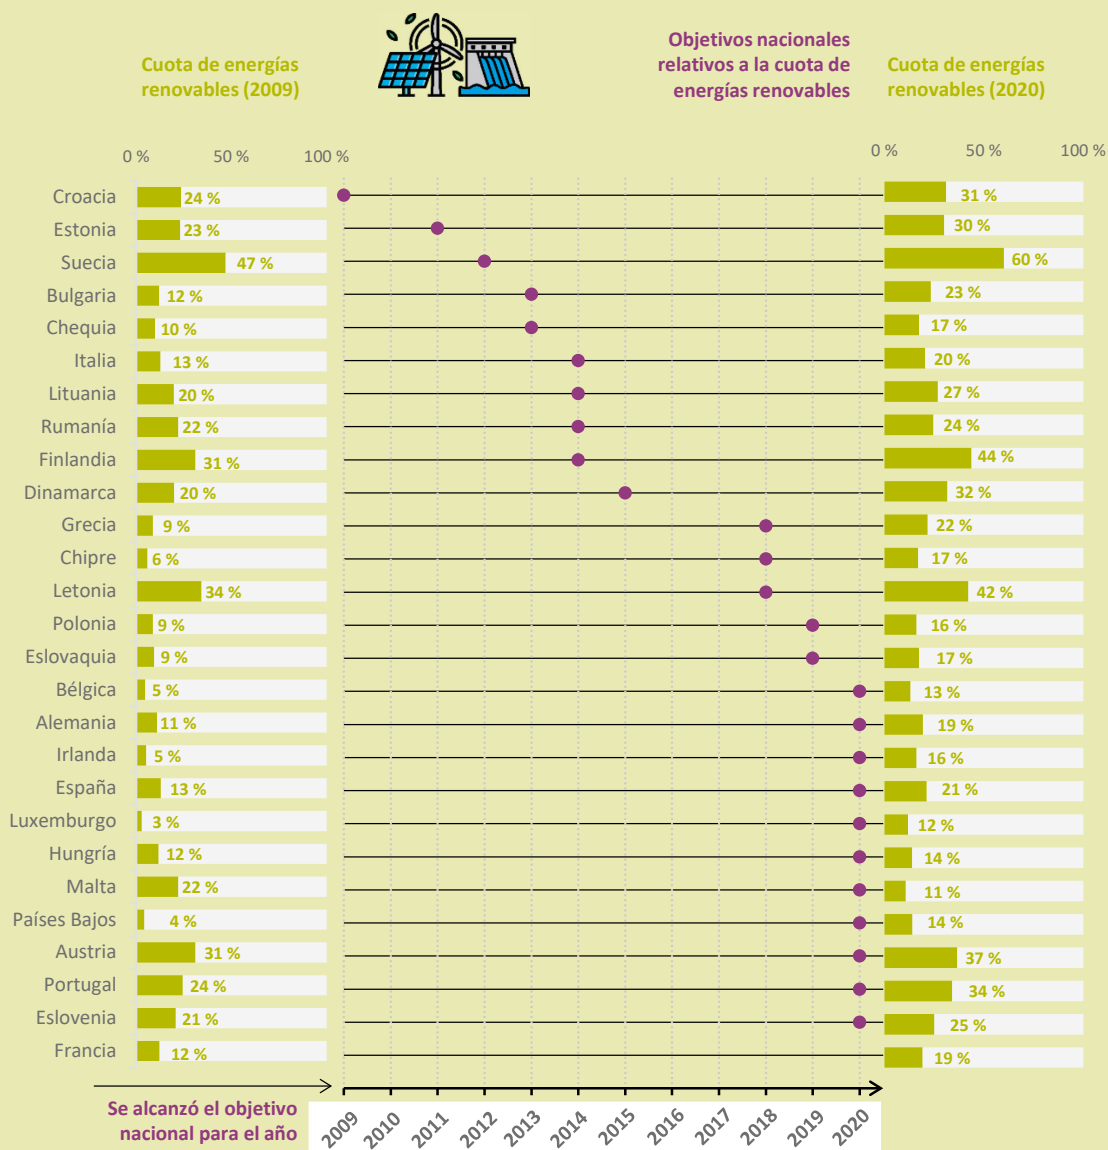 Cuota de energías
renovables (2009)
Objetivos nacionales
relativos a la cuota de
energías renovables
Cuota de energías
renovables (2020)
0 % 50 % 100 %
0 % 50 % 100 %
Croacia 24 % 31 %
Estonia 23 % 30 %
Suecia 47 % 60 %
Bulgaria 12 % 23 %
Chequia 10 % 17 %
Italia 13 % 20 %
Lituania 20 % 27 %
Rumanía 22 % 24 %
Finlandia 31 % 44 %
Dinamarca 20 % 32 %
Grecia 9 % 22 %
Chipre 6 % 17 %
Letonia 34 % 42 %
Polonia 9 % 16 %
Eslovaquia 9 % 17 %
Bélgica 5 % 13 %
Alemania 11 % 19 %
Irlanda 5 % 16 %
España 13 % 21 %
Luxemburgo 3 % 12 %
Hungría 12 % 14 %
Malta 22 % 11 %
Países Bajos 4 % 14 %
Austria 31 % 37 %
Portugal 24 % 34 %
Eslovenia 21 % 25 %
Francia 12 % 19 %
Se alcanzó el objetivo
nacional para el año
2009 2010 2011 2012 2013 2014 2015 2016 2017 2018 2019 2020